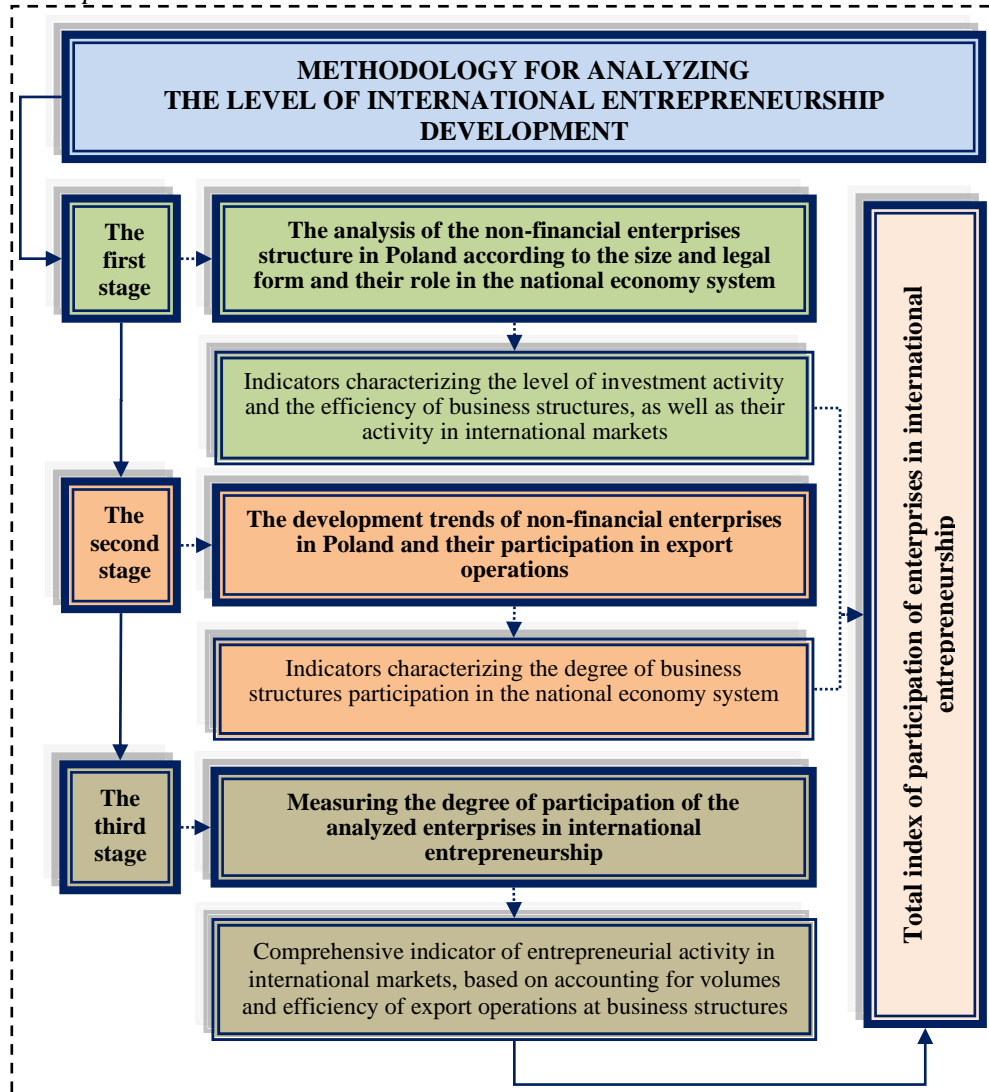 METHODOLOGY FOR ANALYZING
THE LEVEL OF INTERNATIONAL ENTREPRENEURSHIP
DEVELOPMENT
The
first
stage
The analysis of the non-financial enterprises
structure in Poland according to the size and legal
form and their role in the national economy system
Indicators characterizing the level of investment activity
and the efficiency of business structures, as well as their
activity in international markets
The
second
stage
The development trends of non-financial enterprises
in Poland and their participation in export
operations
Indicators characterizing the degree of business
structures participation in the national economy system
The
third
stage
Measuring the degree of participation of the
analyzed enterprises in international
entrepreneurship
Comprehensive indicator of entrepreneurial activity in
international markets, based on accounting for volumes
and efficiency of export operations at business structures
Total index of participation of enterprises in international
entrepreneurship